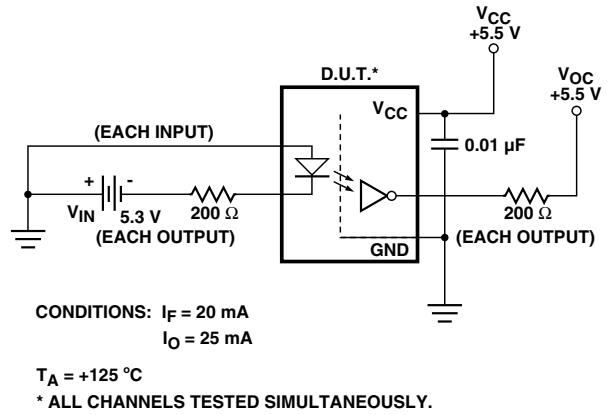 VCC
+5.5 V
D.U.T.*
VOC
+5.5 V
VCC
(EACH INPUT)
0.01 µF
+ -
VIN 5.3 V
200 Ω
(EACH OUTPUT)
200 Ω
(EACH OUTPUT)
GND
CONDITIONS: IF = 20 mA
IO = 25 mA
TA = +125 °C
* ALL CHANNELS TESTED SIMULTANEOUSLY.